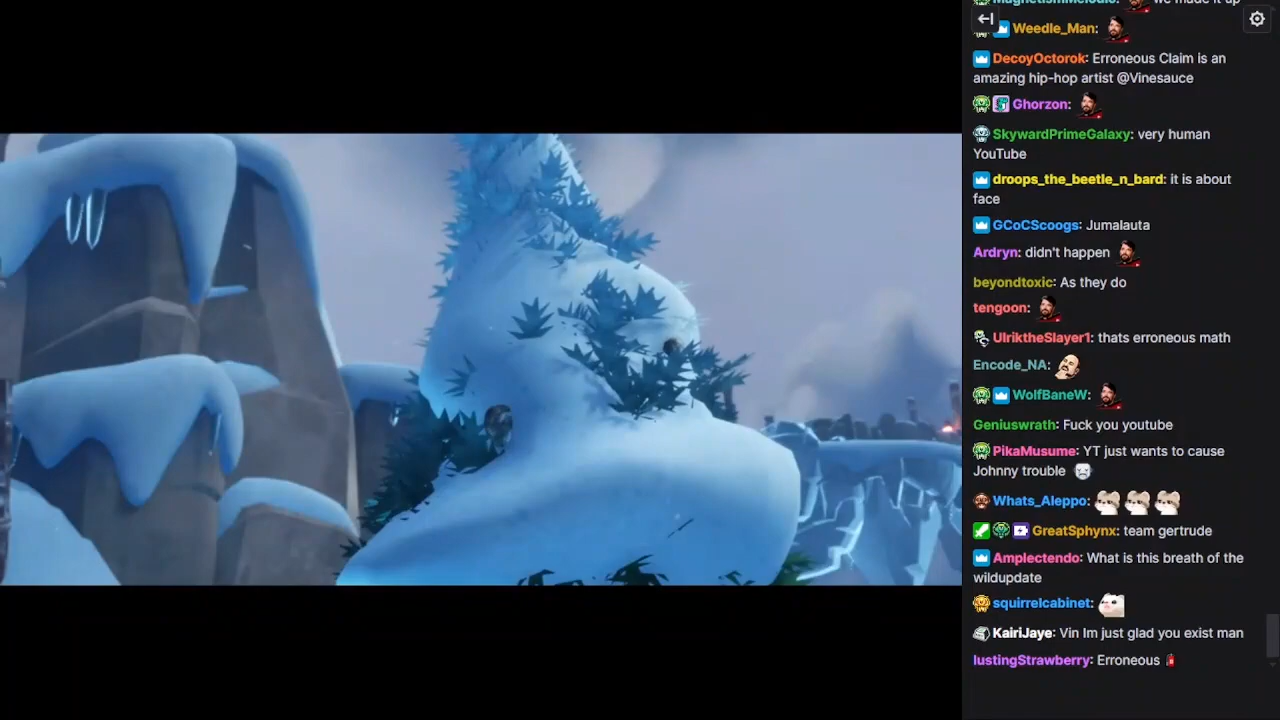 Weedle_Man:
DecoyOctorok: Erroneous Claim is an
amazing hip-hop artist @Vinesauce
Ghorzon:
SkywardPrimeGalaxy: very human
YouTube
droops_the_beetle_n_bard: it is about
face
GCoCScoogs: Jumalauta
Ardryn: didn't happen
beyondtoxic: As they do
tengoon:
UlriktheSlayer1: thats erroneous math
Encode_NA:
WolfBaneW:
Geniuswrath: Fuck you youtube
PikaMusume: YT just wants to cause
Johnny trouble
Whats_Aleppo:
GreatSphynx: team gertrude
Amplectendo: What is this breath of the
wildupdate
squirrelcabinet:
KairiJaye: Vin Im just glad you exist man
lustingStrawberry: Erroneous